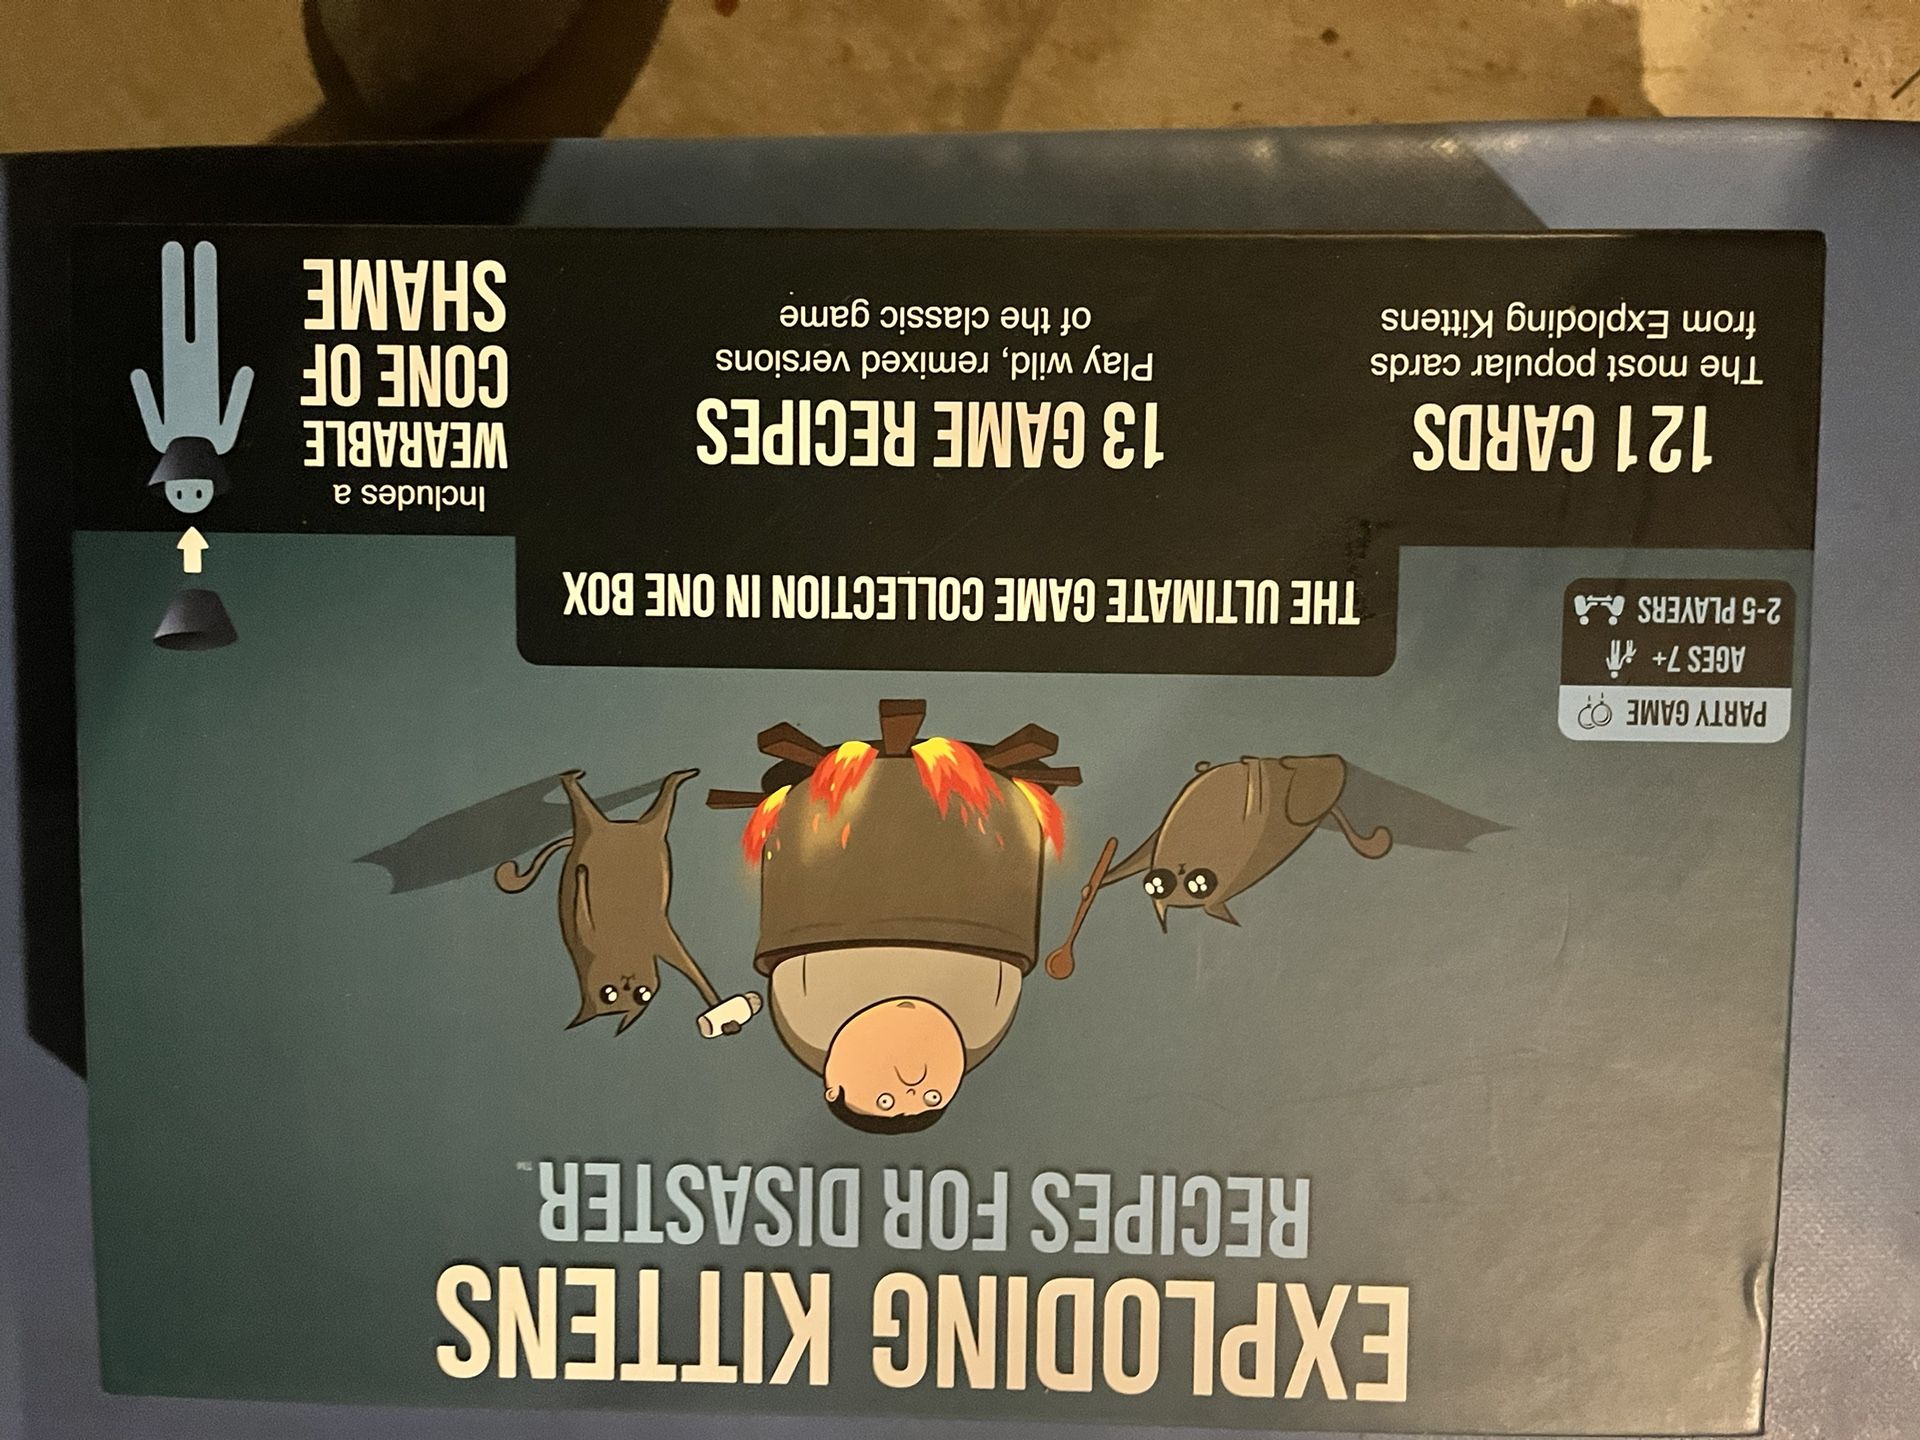 EXPLODING KITTENS
RECIPES FOR DISASTER™
PARTY GAME
AGES 7+
2-5 PLAYERS
THE ULTIMATE GAME COLLECTION IN ONE BOX
121 CARDS
The most popular cards
from Exploding Kittens
13 GAME RECIPES
Play wild, remixed versions
of the classic game
Includes a
WEARABLE
CONE OF
SHAME